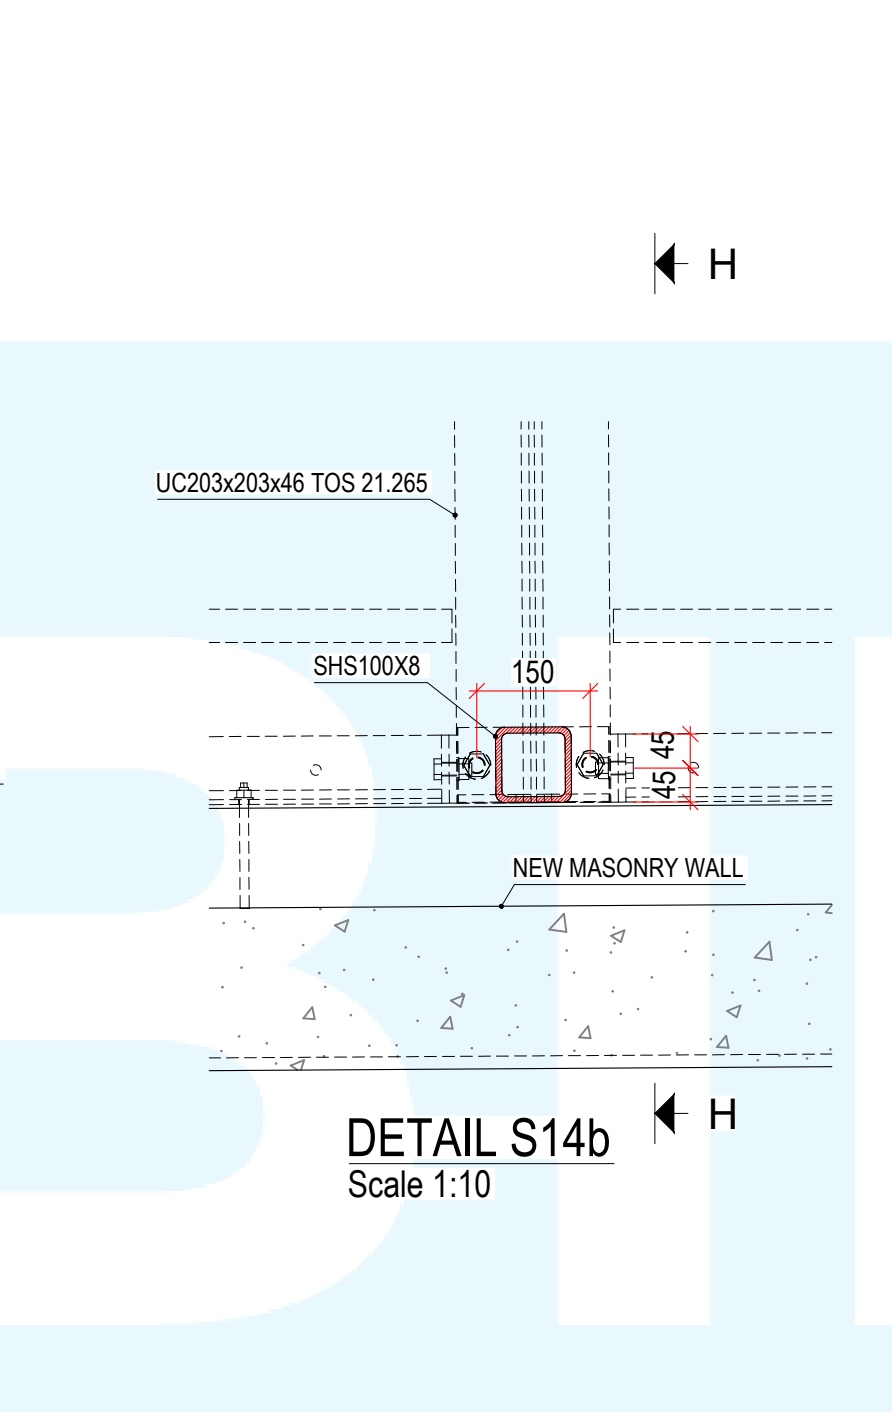 H
UC203x203x46 TOS 21.265
SHS100X8
150
45
45
NEW MASONRY WALL
H
DETAIL S14b
Scale 1:10